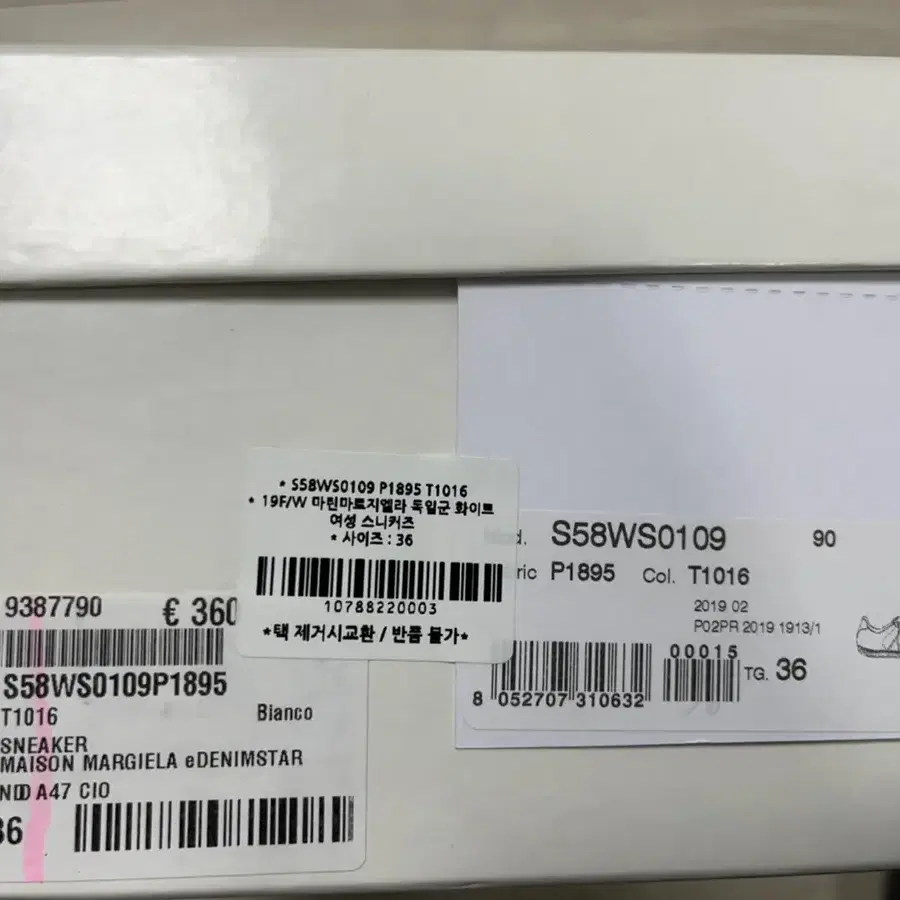 * S58WS0109 P1895 T1016
* 19F/W 마틴마르지엘라 독일군 화이트
여성 스니커즈
* 사이즈 : 36
10788220003
*택 제거시교환 / 반품 불가*
9387790 € 360
S58WS0109P1895
T1016 Bianco
SNEAKER
MAISON MARGIELA eDENIMSTAR
A47 CIO
36
S58WS0109 90
P1895 Col. T1016
2019 02
P02PR 2019 1913/1
00015
TG. 36
8 052707 310632